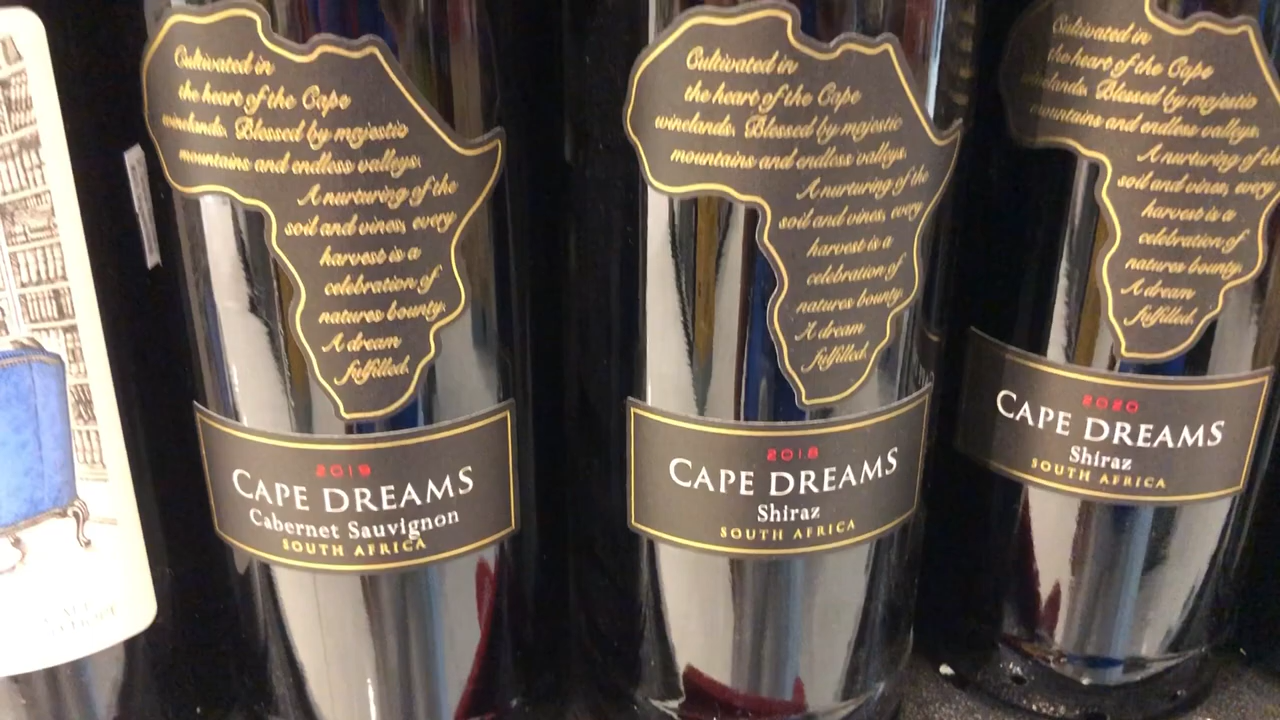 Cultivated in
the heart of the Cape
winelands. Blessed by majestic
mountains and endless valleys.
A nurturing of the
soil and vines, every
harvest is a
celebration of
natures bounty.
A dream
fulfilled.
2019
CAPE DREAMS
Cabernet Sauvignon
SOUTH AFRICA
Cultivated in
the heart of the Cape
winelands. Blessed by majestic
mountains and endless valleys.
A nurturing of the
soil and vines, every
harvest is a
celebration of
natures bounty.
A dream
fulfilled.
2018
CAPE DREAMS
Shiraz
SOUTH AFRICA
Cultivated in
the heart of the Cape
winelands. Blessed by majestic
mountains and endless valleys.
A nurturing of the
soil and vines, every
harvest is a
celebration of
natures bounty.
A dream
fulfilled.
2020
CAPE DREAMS
Shiraz
SOUTH AFRICA